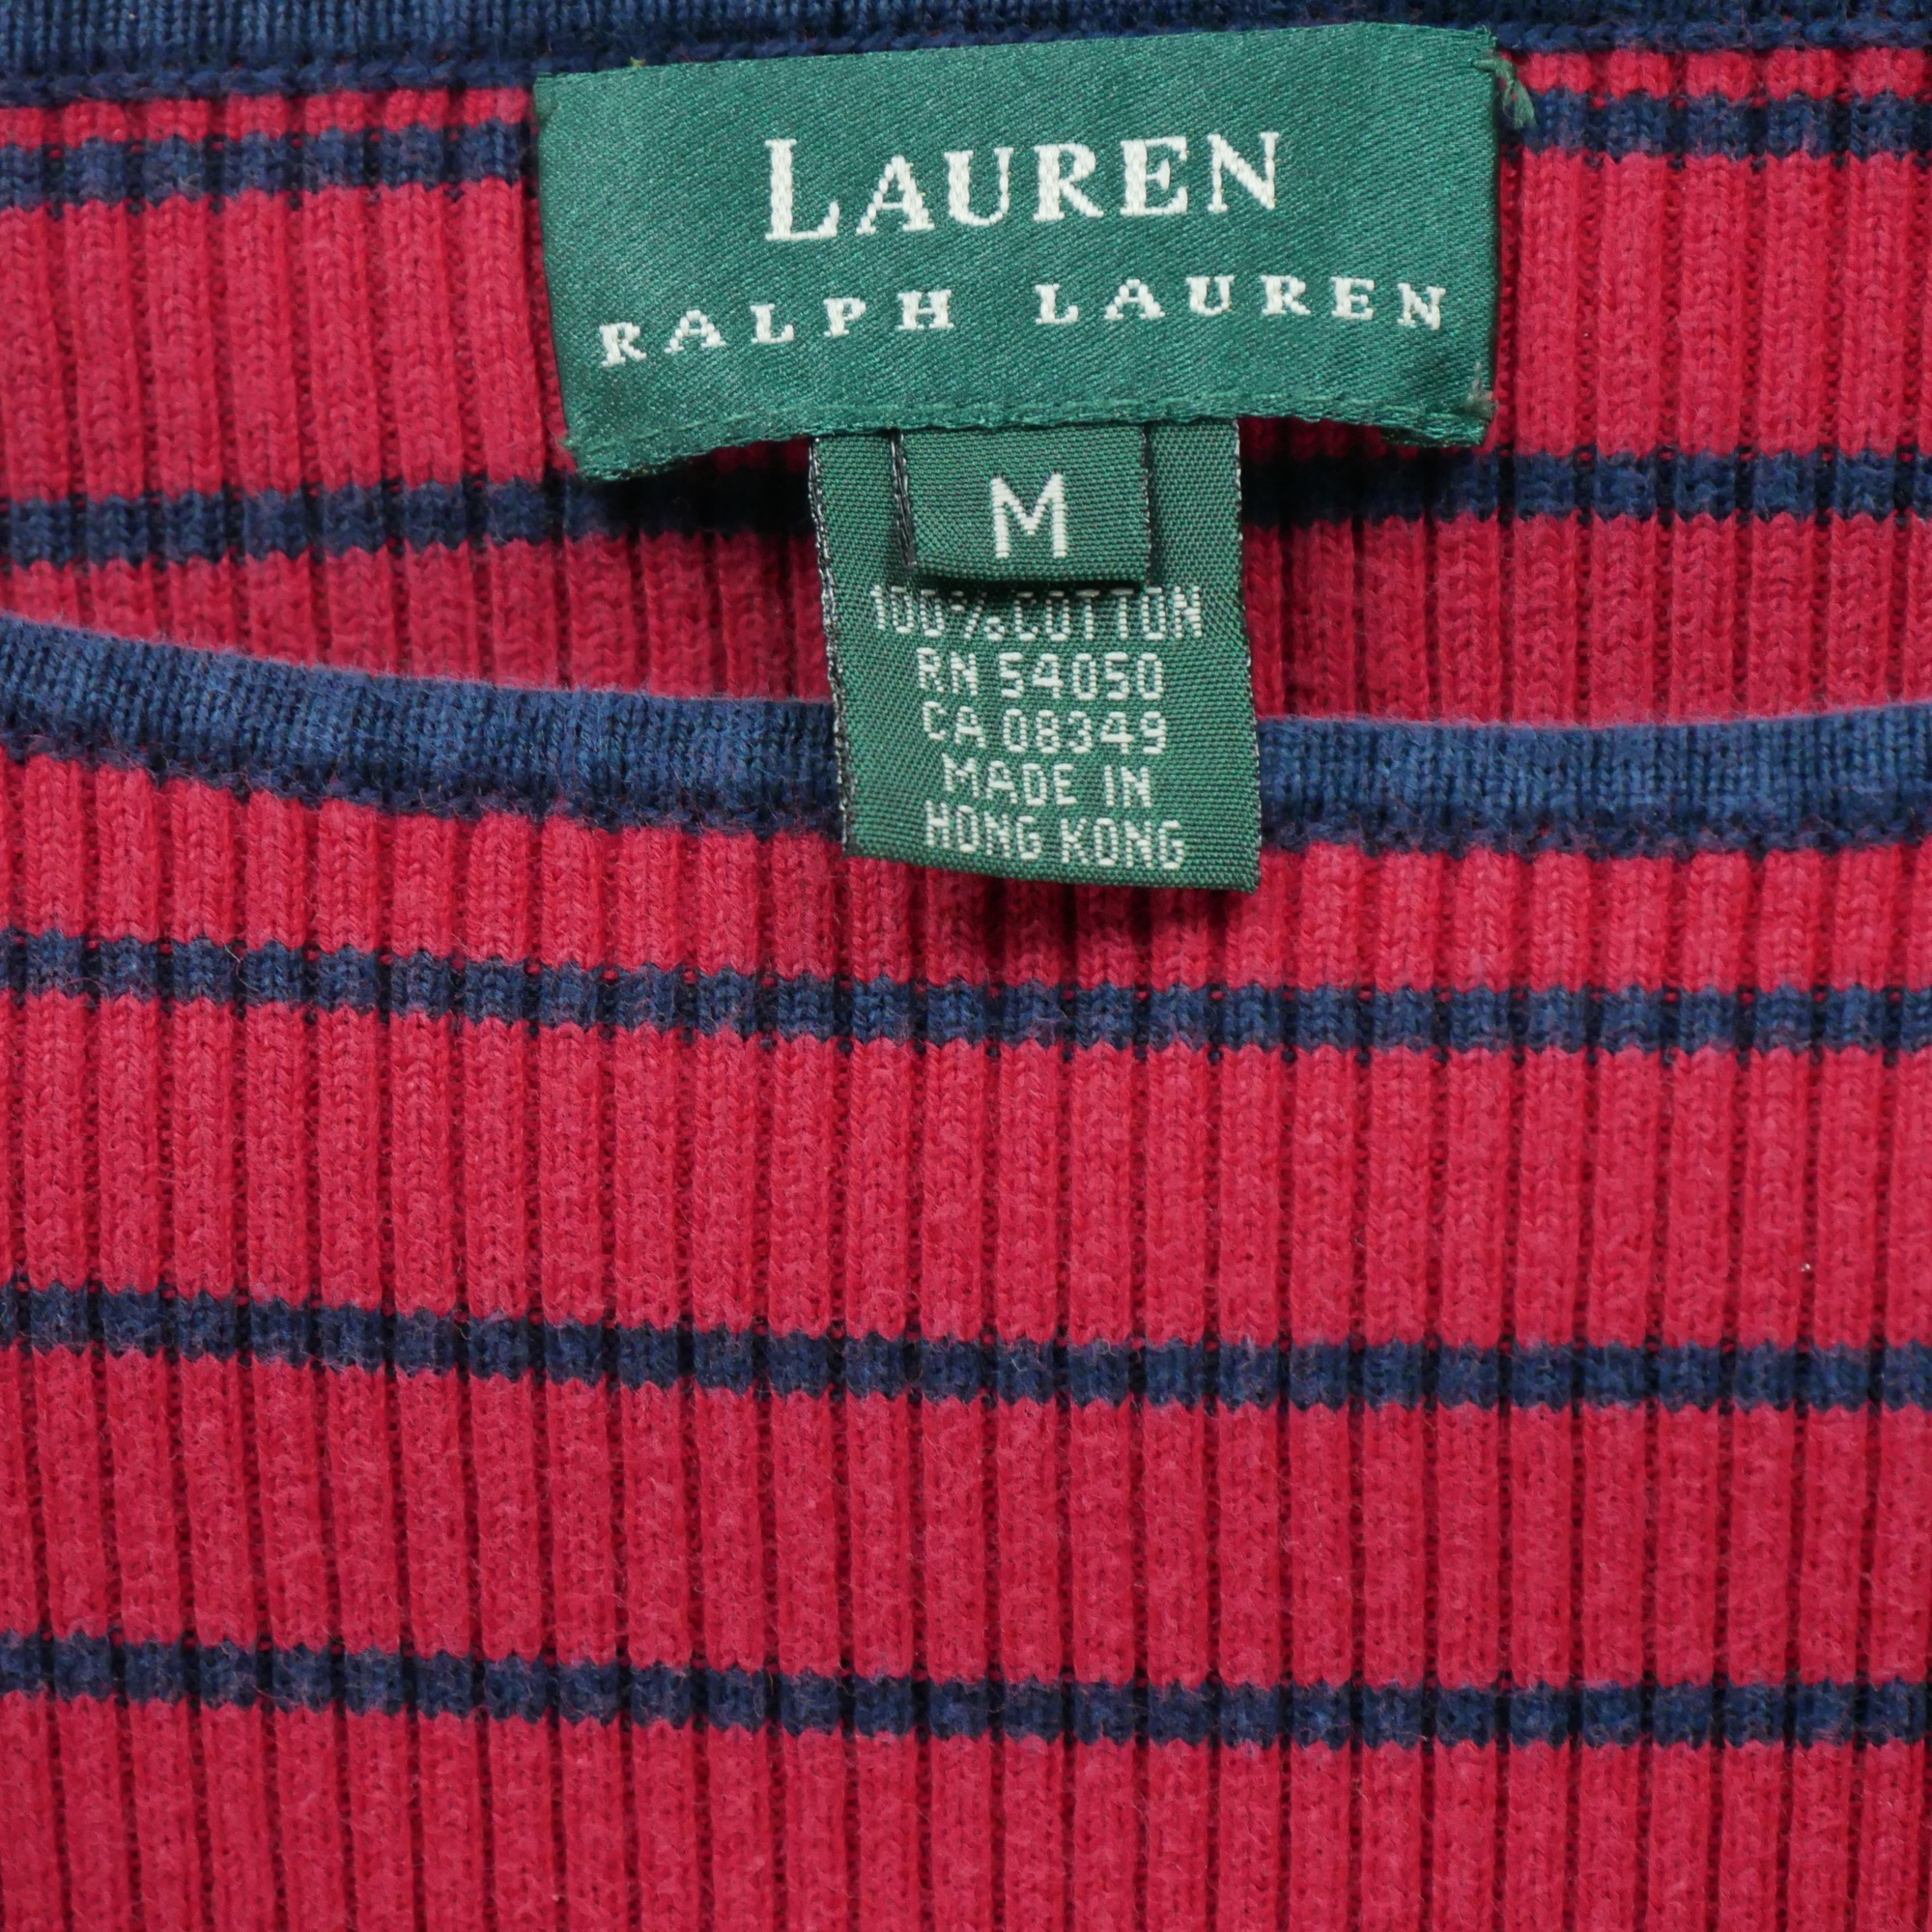 LAUREN
RALPH LAUREN
M
100% COTTON
RN 54050
CA 08349
MADE IN
HONG KONG